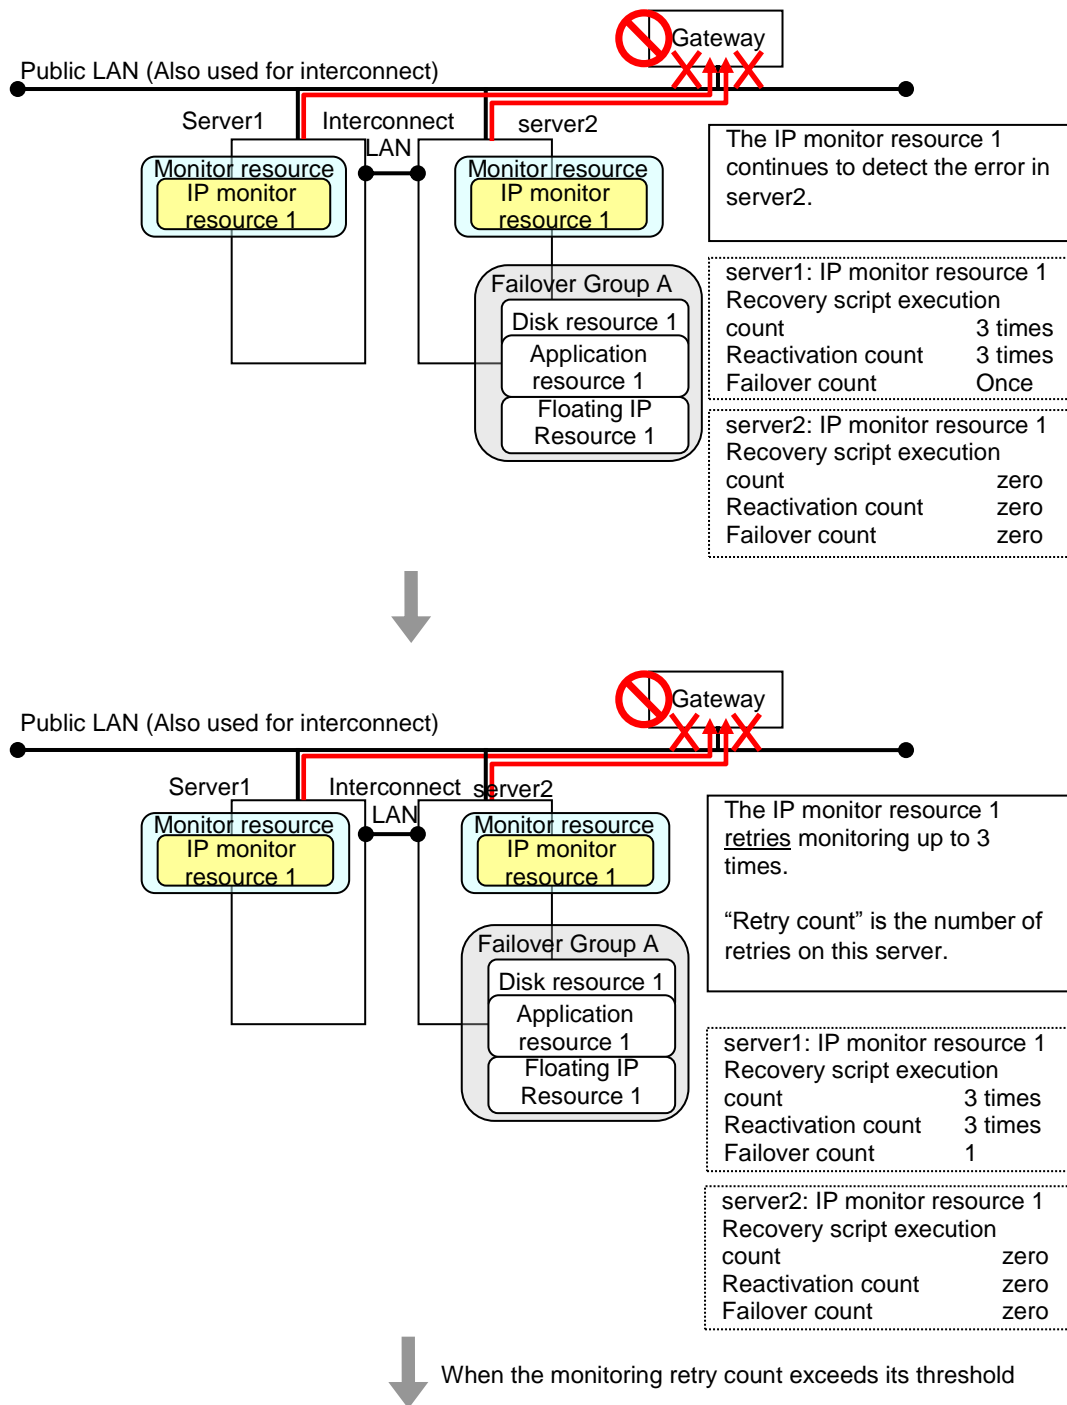 Gateway
Public LAN (Also used for interconnect)
Server1
Interconnect
LAN
server2
Monitor resource
IP monitor
resource 1
Monitor resource
IP monitor
resource 1
Failover Group A
Disk resource 1
Application
resource 1
Floating IP
Resource 1
The IP monitor resource 1
continues to detect the error in
server2.
server1: IP monitor resource 1
Recovery script execution
count 3 times
Reactivation count 3 times
Failover count Once
server2: IP monitor resource 1
Recovery script execution
count zero
Reactivation count zero
Failover count zero
Gateway
Public LAN (Also used for interconnect)
Server1
Interconnect
LAN
server2
Monitor resource
IP monitor
resource 1
Monitor resource
IP monitor
resource 1
Failover Group A
Disk resource 1
Application
resource 1
Floating IP
Resource 1
The IP monitor resource 1
retries monitoring up to 3
times.
“Retry count” is the number of
retries on this server.
server1: IP monitor resource 1
Recovery script execution
count 3 times
Reactivation count 3 times
Failover count 1
server2: IP monitor resource 1
Recovery script execution
count zero
Reactivation count zero
Failover count zero
When the monitoring retry count exceeds its threshold